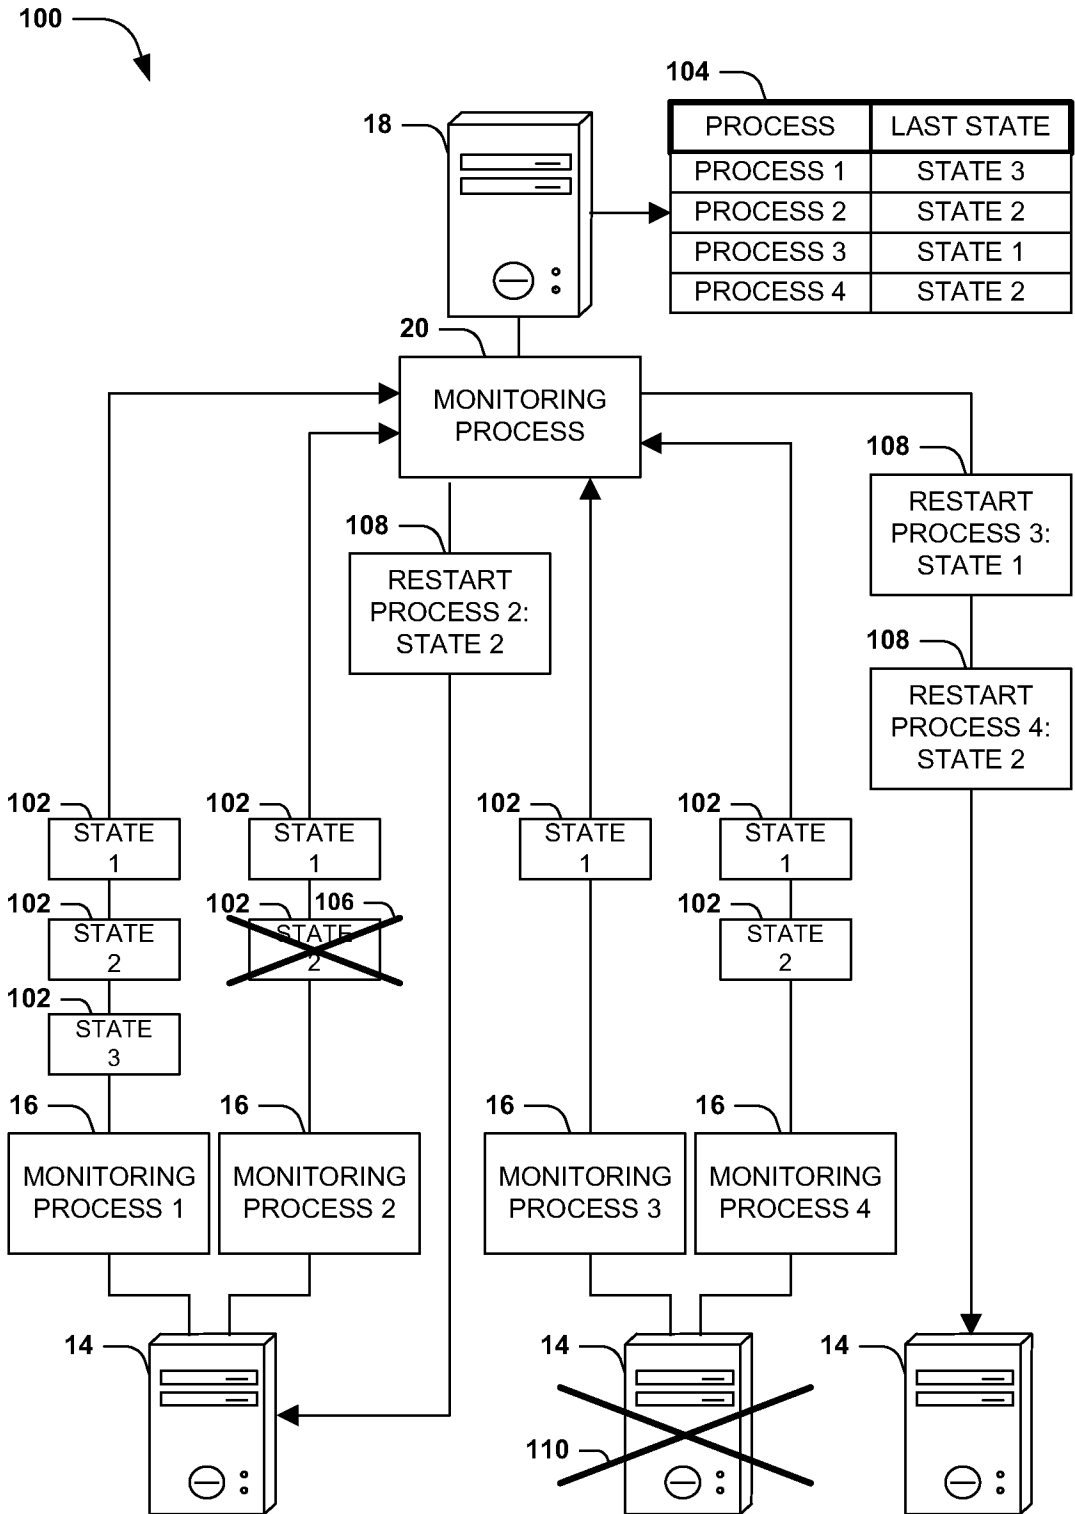 100
104
18
PROCESS LAST STATE
PROCESS 1 STATE 3
PROCESS 2 STATE 2
PROCESS 3 STATE 1
PROCESS 4 STATE 2
20
MONITORING
PROCESS
108
RESTART
PROCESS 2:
STATE 2
108
RESTART
PROCESS 3:
STATE 1
108
RESTART
PROCESS 4:
STATE 2
102
STATE
1
102
STATE
2
102
STATE
3
102
STATE
1
102
106
STATE
2
102
STATE
1
102
STATE
1
102
STATE
2
16
MONITORING
PROCESS 1
16
MONITORING
PROCESS 2
16
MONITORING
PROCESS 3
16
MONITORING
PROCESS 4
14
14
110
14